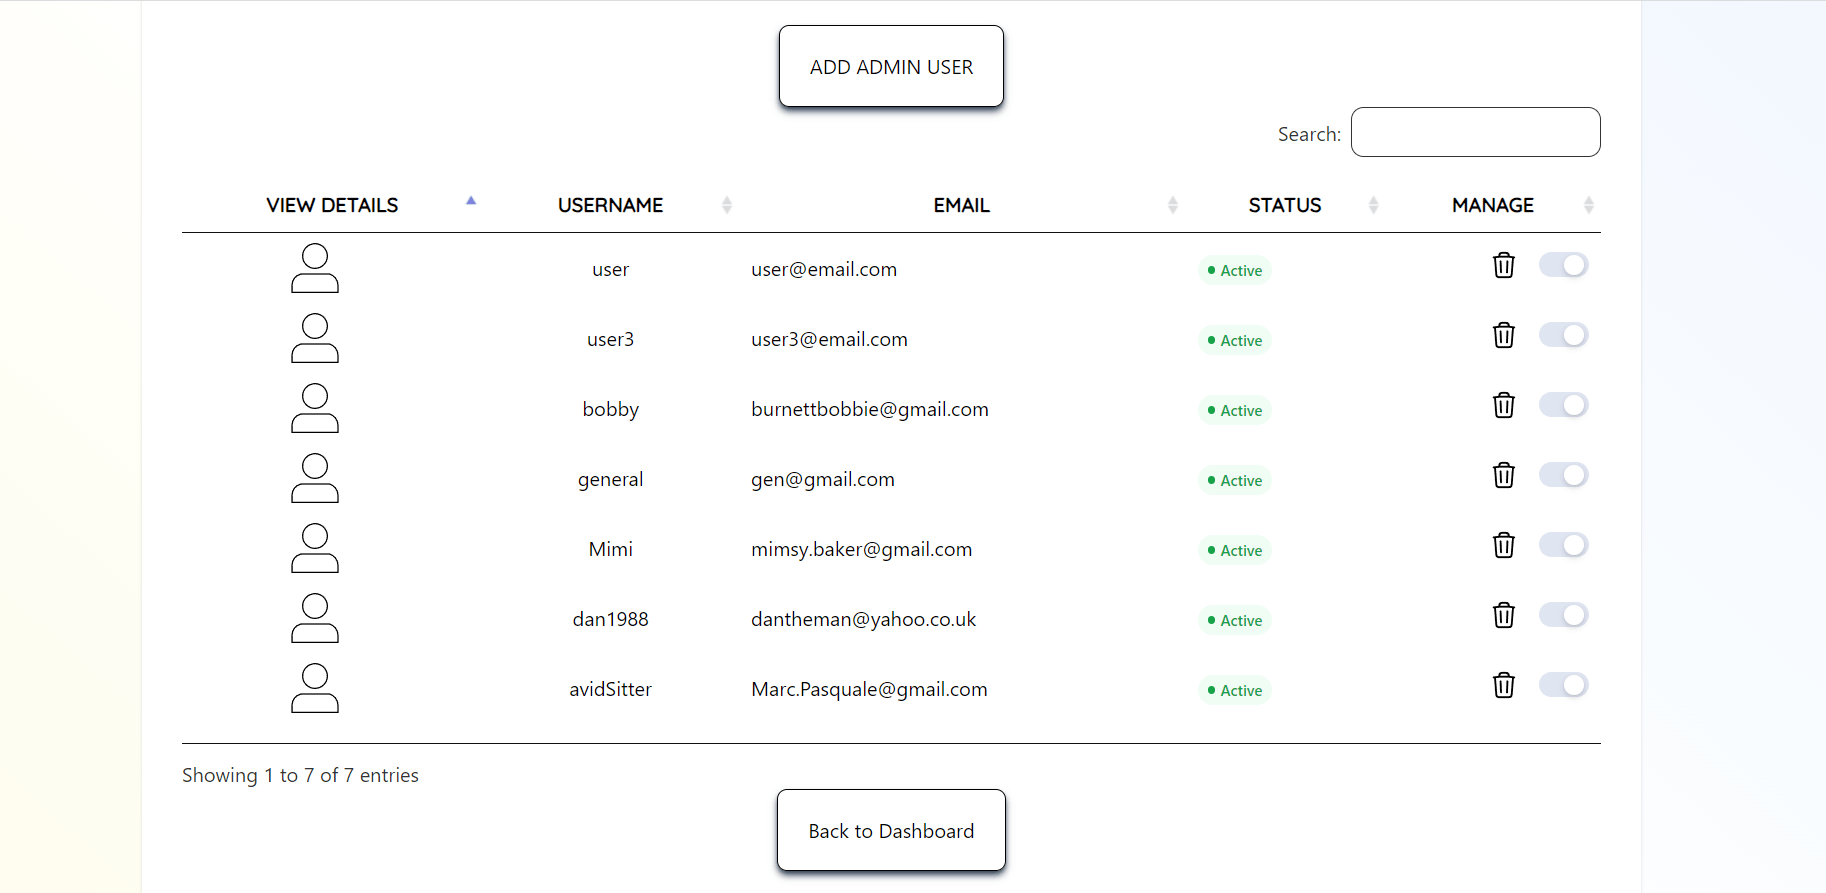 ADD ADMIN USER
Search:
VIEW DETAILS USERNAME EMAIL STATUS MANAGE
user user@email.com Active
user3 user3@email.com Active
bobby burnettbobbie@gmail.com Active
general gen@gmail.com Active
Mimi mimsy.baker@gmail.com Active
dan1988 dantheman@yahoo.co.uk Active
avidSitter Marc.Pasquale@gmail.com Active
Showing 1 to 7 of 7 entries
Back to Dashboard